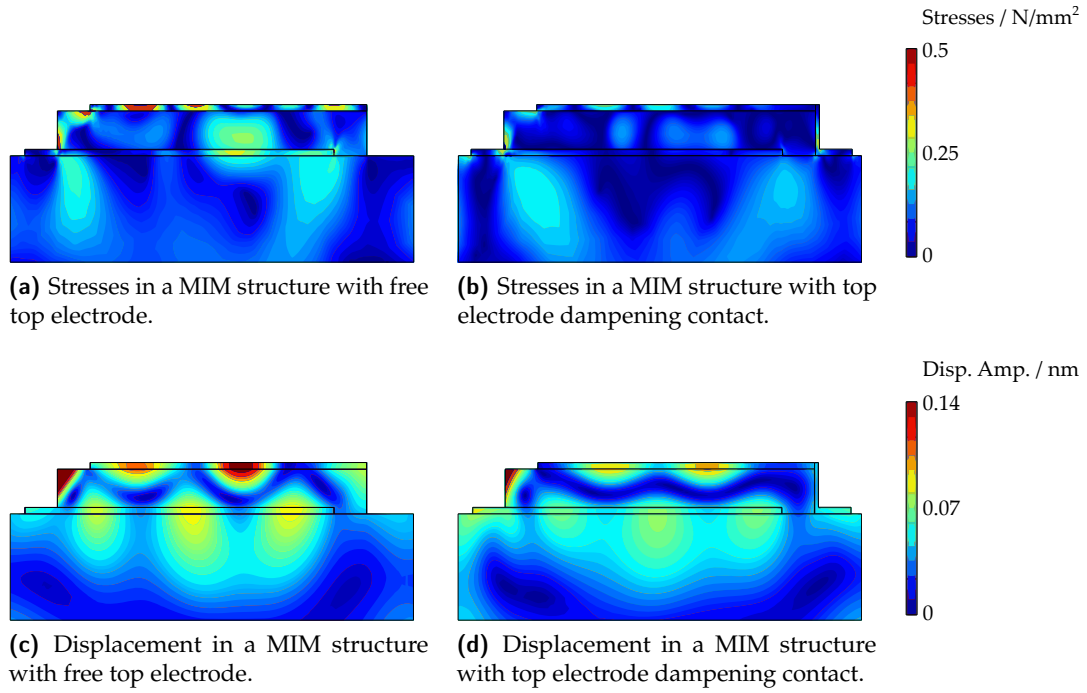 Stresses / N/mm²
0.5
0.25
0
(a) Stresses in a MIM structure with free
top electrode.
(b) Stresses in a MIM structure with top
electrode dampening contact.
Disp. Amp. / nm
0.14
0.07
0
(c) Displacement in a MIM structure
with free top electrode.
(d) Displacement in a MIM structure
with top electrode dampening contact.